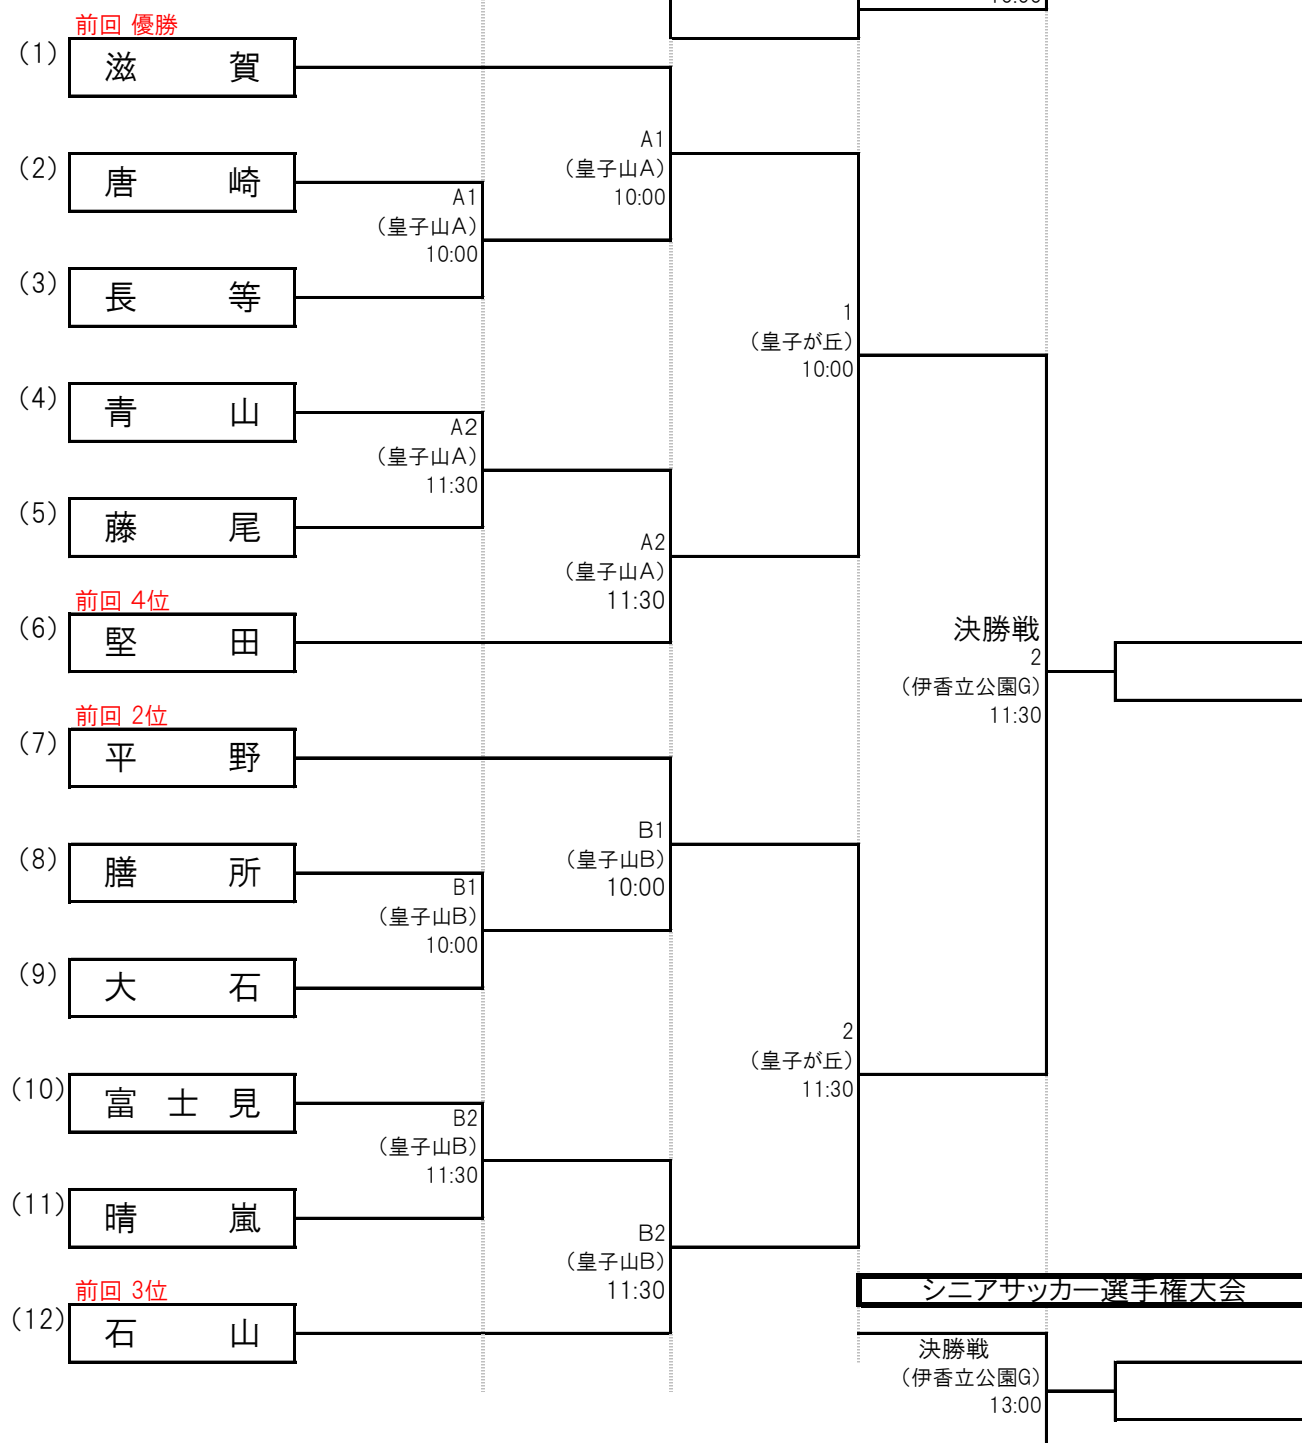 前回 優勝
(1) 滋 賀
A1
(皇子山A)
10:00
(2) 唐 崎
A1
(皇子山A)
10:00
(3) 長 等
1
(皇子が丘)
10:00
(4) 青 山
A2
(皇子山A)
11:30
(5) 藤 尾
A2
(皇子山A)
11:30
前回 4位
(6) 堅 田
決勝戦
2
(伊香立公園G)
11:30
前回 2位
(7) 平 野
B1
(皇子山B)
10:00
(8) 膳 所
B1
(皇子山B)
10:00
(9) 大 石
2
(皇子が丘)
11:30
(10) 富 士 見
B2
(皇子山B)
11:30
(11) 晴 嵐
B2
(皇子山B)
11:30
前回 3位
(12) 石 山
シニアサッカー選手権大会
決勝戦
(伊香立公園G)
13:00